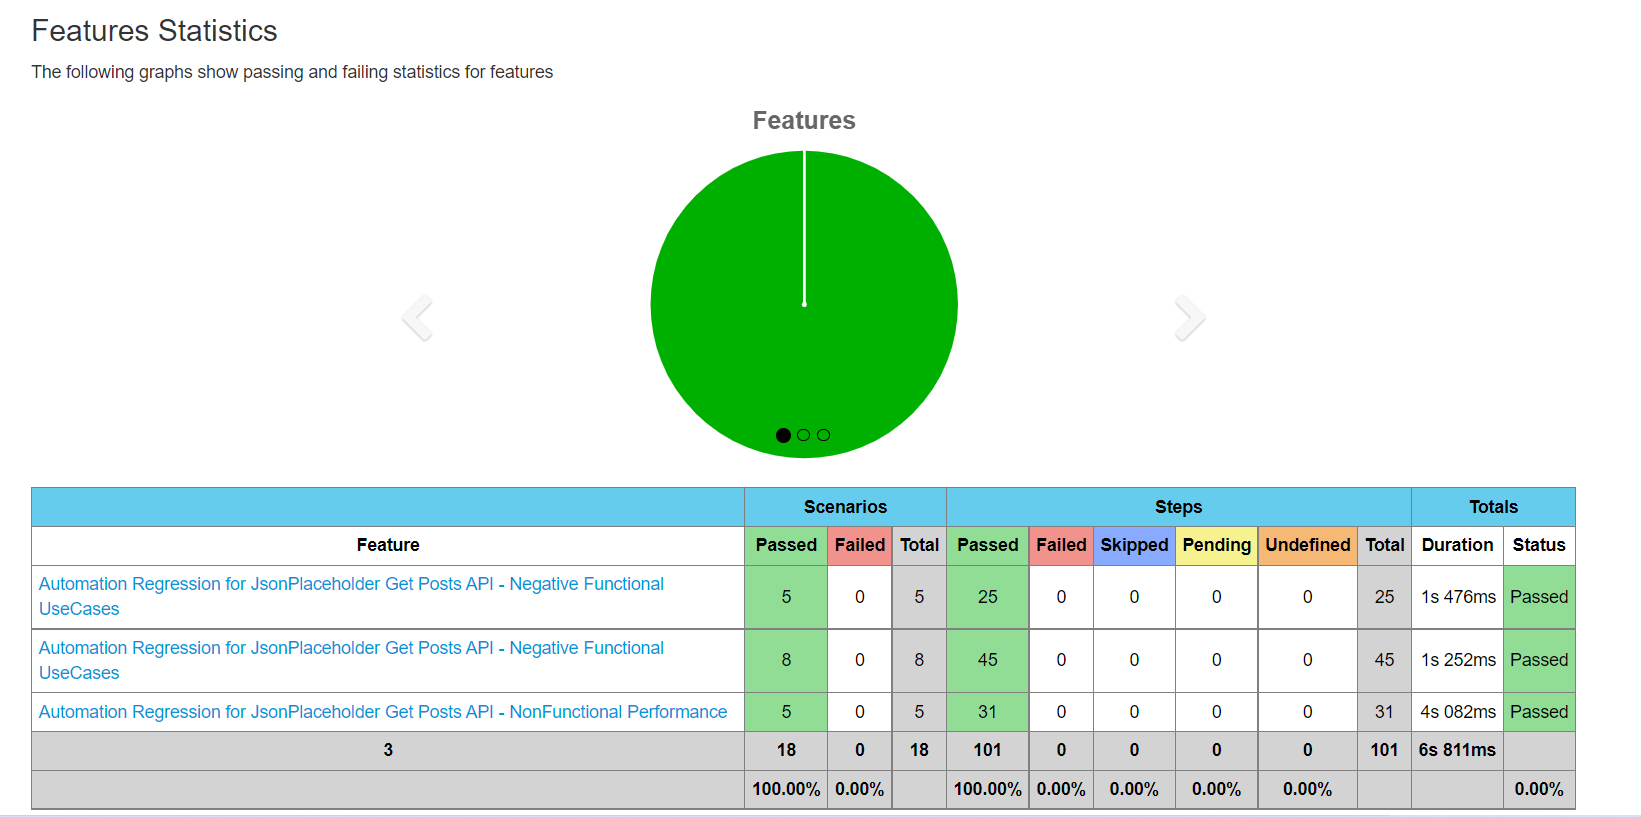 Features Statistics
The following graphs show passing and failing statistics for features
Features
Scenarios Steps Totals
Feature Passed Failed Total Passed Failed Skipped Pending Undefined Total Duration Status
Automation Regression for JsonPlaceholder Get Posts API - Negative Functional
UseCases
5 0 5 25 0 0 0 0 25 1s 476ms Passed
Automation Regression for JsonPlaceholder Get Posts API - Negative Functional
UseCases
8 0 8 45 0 0 0 0 45 1s 252ms Passed
Automation Regression for JsonPlaceholder Get Posts API - NonFunctional Performance 5 0 5 31 0 0 0 0 31 4s 082ms Passed
3 18 0 18 101 0 0 0 0 101 6s 811ms
100.00% 0.00% 100.00% 0.00% 0.00% 0.00% 0.00% 0.00%